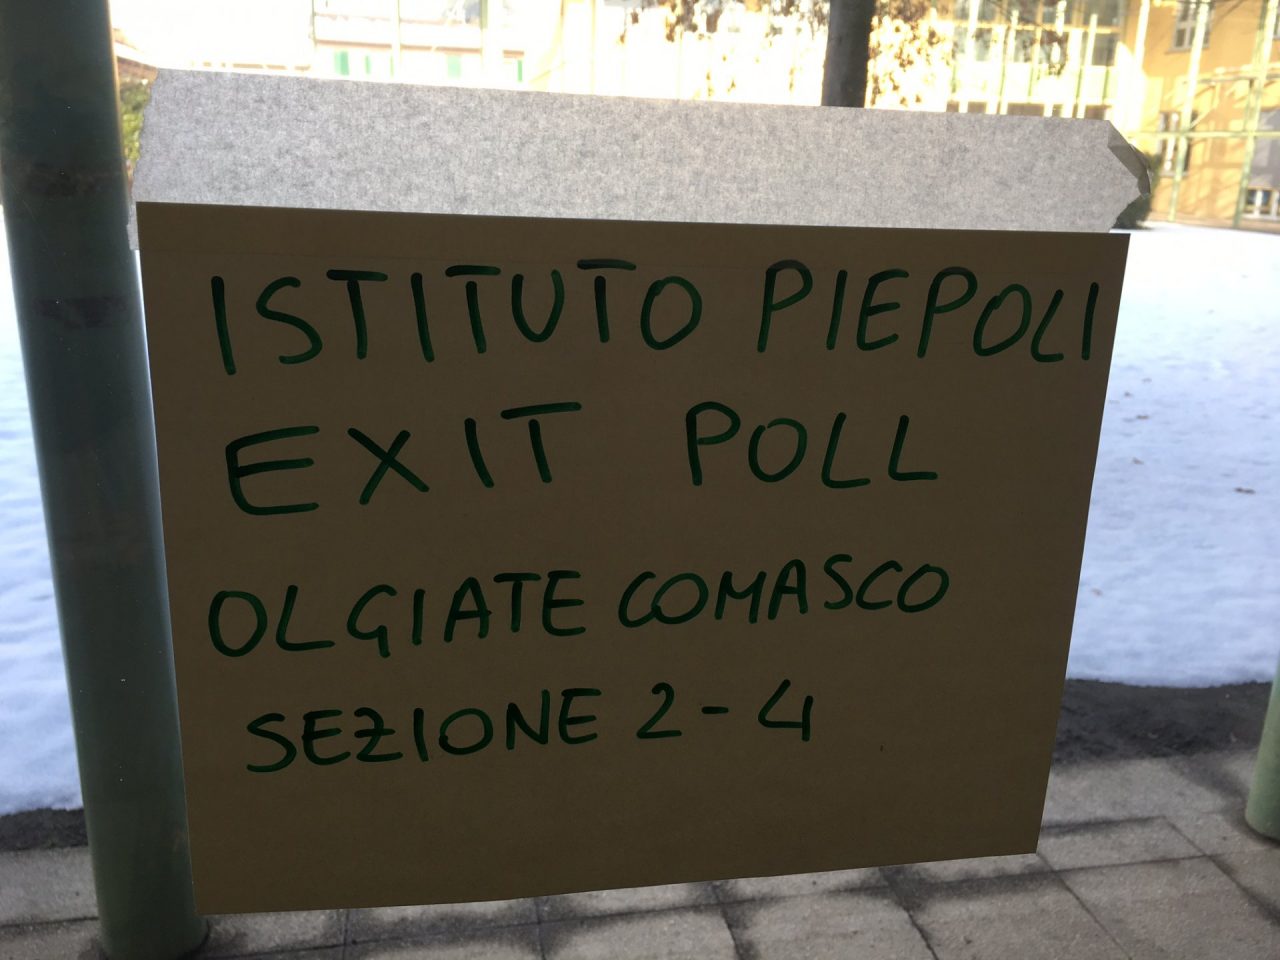 ISTITUTO PIEPOLI
EXIT POLL
OLGIATE COMASCO
SEZIONE 2-4